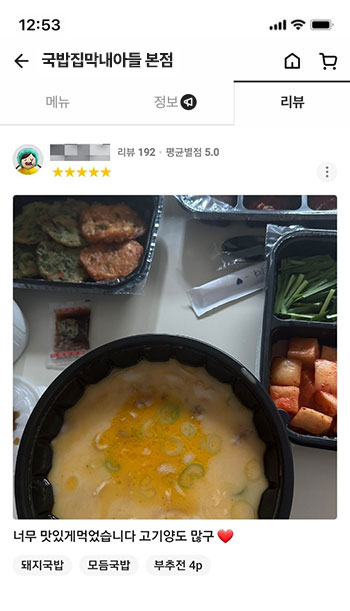 12:53
국밥집막내아들 본점
메뉴 정보 리뷰
리뷰 192 · 평균별점 5.0
너무 맛있게먹었습니다 고기양도 많구 ❤️
돼지국밥 모듬국밥 부추전 4p